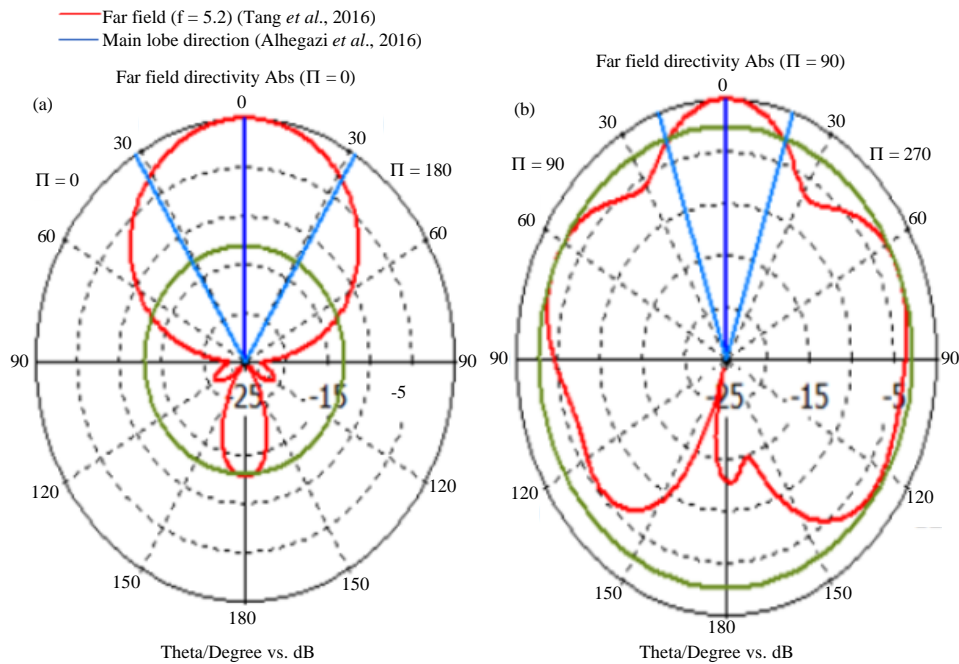 Far field (f = 5.2) (Tang et al., 2016)
Main lobe direction (Alhegazi et al., 2016)
Far field directivity Abs (Π = 0)
(a)
0
30
30
Π = 0
Π = 180
60
60
90
90
-25
-15
-5
120
120
150
150
180
Theta/Degree vs. dB
Far field directivity Abs (Π = 90)
(b)
0
30
30
Π = 90
Π = 270
60
60
90
90
-25
-15
-5
120
120
150
150
180
Theta/Degree vs. dB